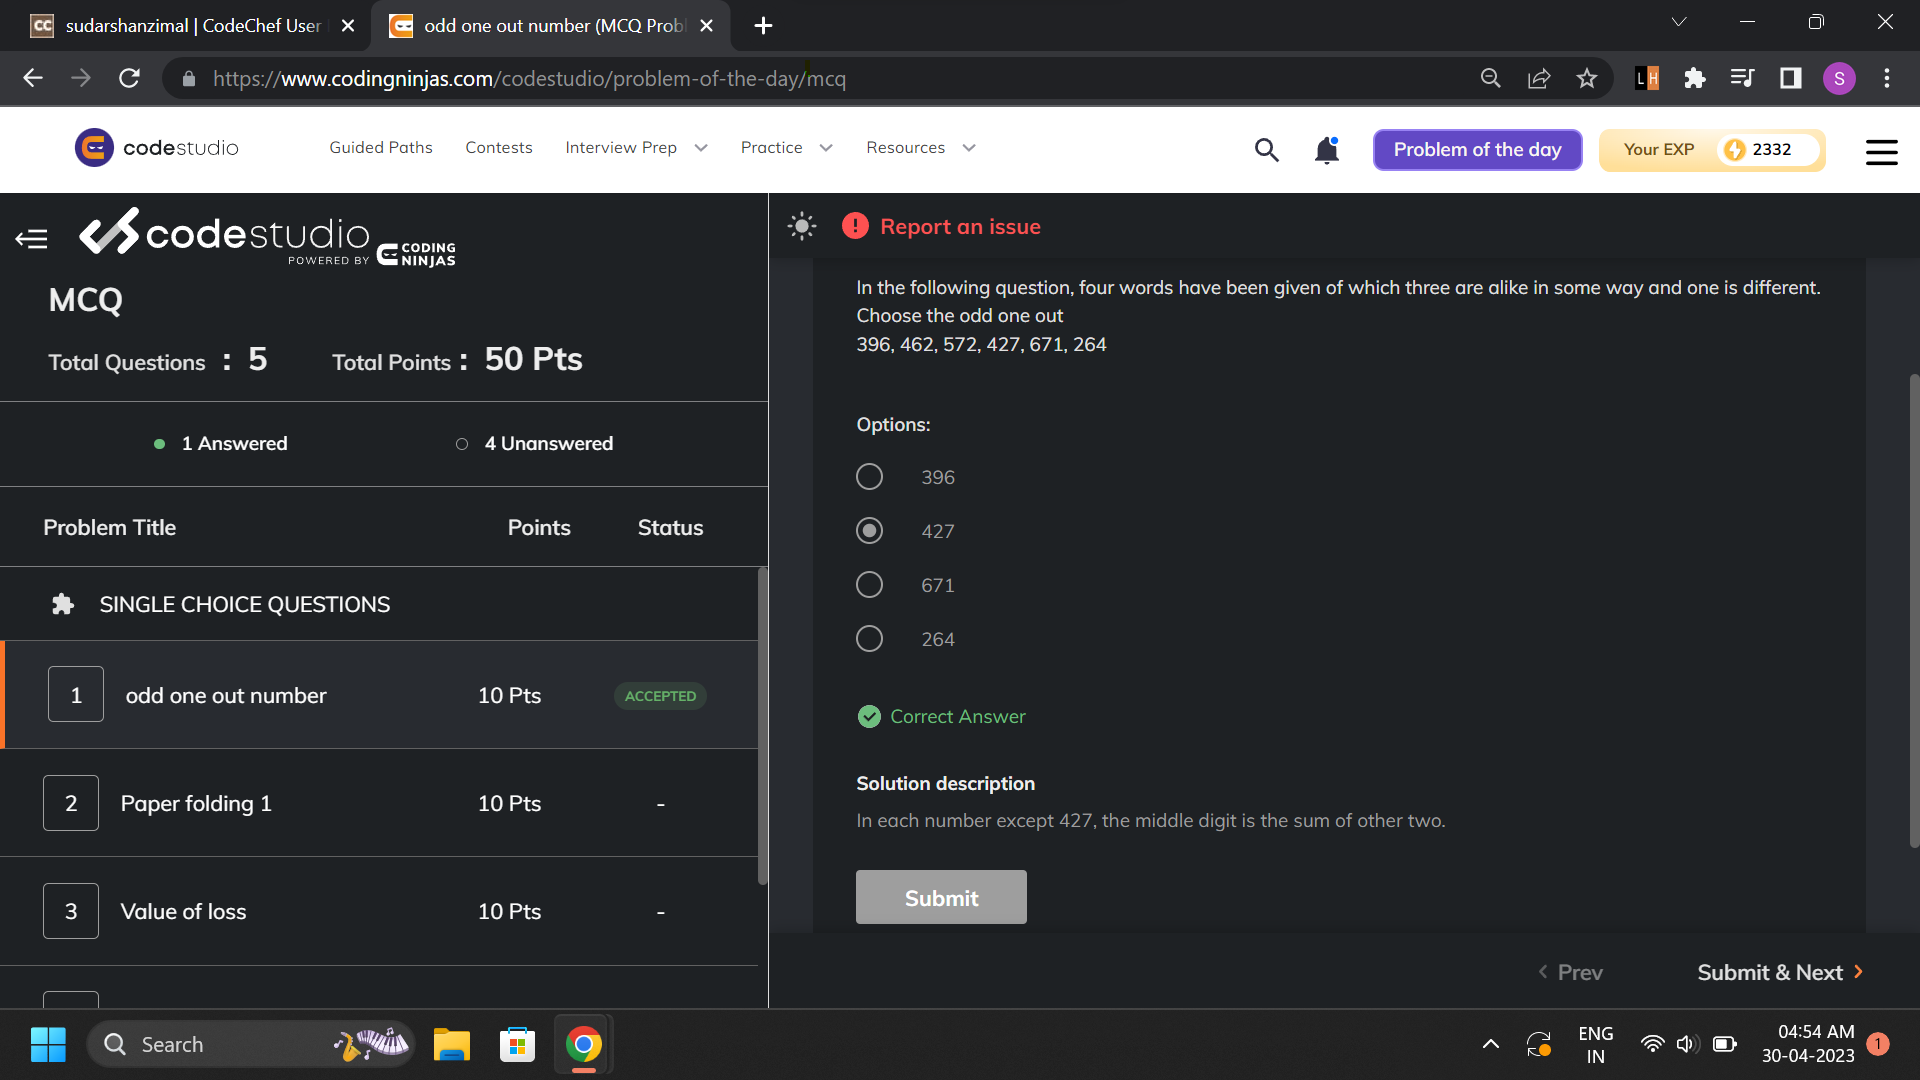 sudarshanzimal | CodeChef User
odd one out number (MCQ Prob
https://www.codingninjas.com/codestudio/problem-of-the-day/mcq
LH
S
codestudio
Guided Paths
Contests
Interview Prep
Practice
Resources
Problem of the day
Your EXP
2332
codestudio
POWERED BY
CODING
NINJAS
Report an issue
MCQ
Total Questions : 5
Total Points : 50 Pts
1 Answered
4 Unanswered
Problem Title
Points
Status
SINGLE CHOICE QUESTIONS
1
odd one out number
10 Pts
ACCEPTED
2
Paper folding 1
10 Pts
-
3
Value of loss
10 Pts
-
In the following question, four words have been given of which three are alike in some way and one is different.
Choose the odd one out
396, 462, 572, 427, 671, 264
Options:
396
427
671
264
Correct Answer
Solution description
In each number except 427, the middle digit is the sum of other two.
Submit
Prev
Submit & Next
Search
ENG
IN
04:54 AM
30-04-2023
1